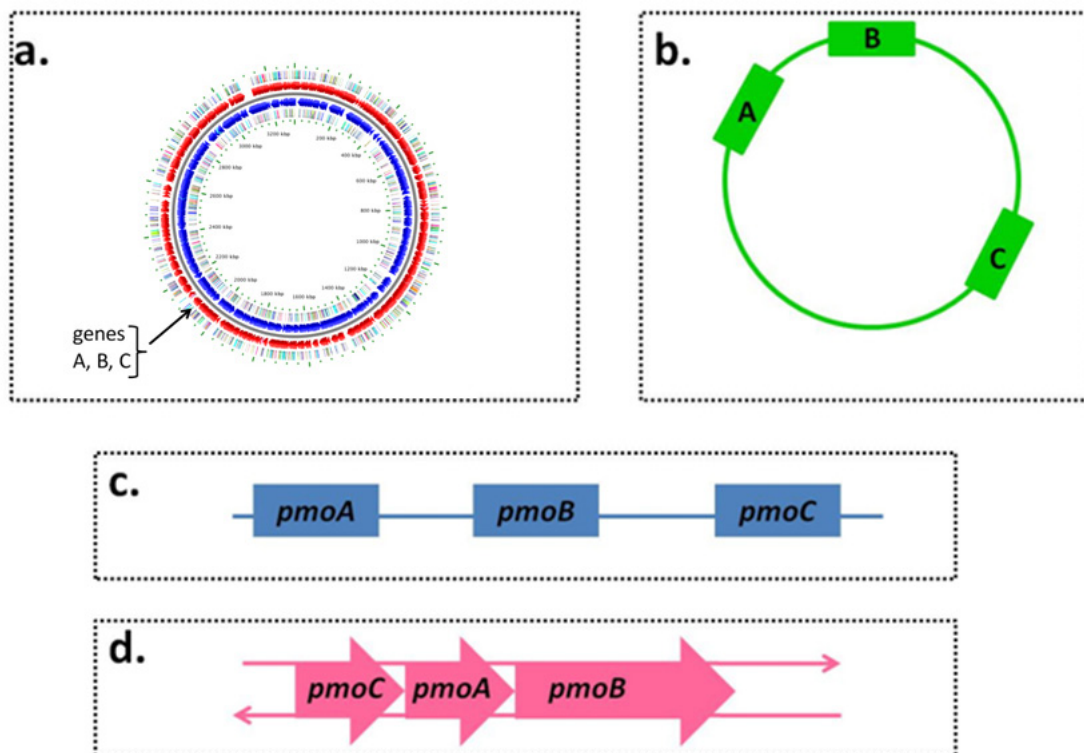 a.
3200 kbp
200 kbp
3000 kbp
400 kbp
2800 kbp
600 kbp
2600 kbp
800 kbp
2400 kbp
1000 kbp
2200 kbp
1200 kbp
2000 kbp
1400 kbp
1800 kbp
1600 kbp
genes
A, B, C
b.
B
A
C
c.
pmoA pmoB pmoC
d.
pmoC pmoA pmoB